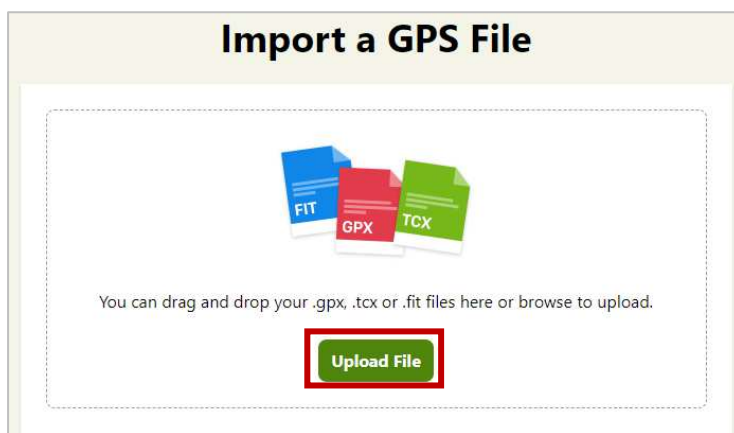 Import a GPS File
FIT
GPX
TCX
You can drag and drop your .gpx, .tcx or .fit files here or browse to upload.
Upload File